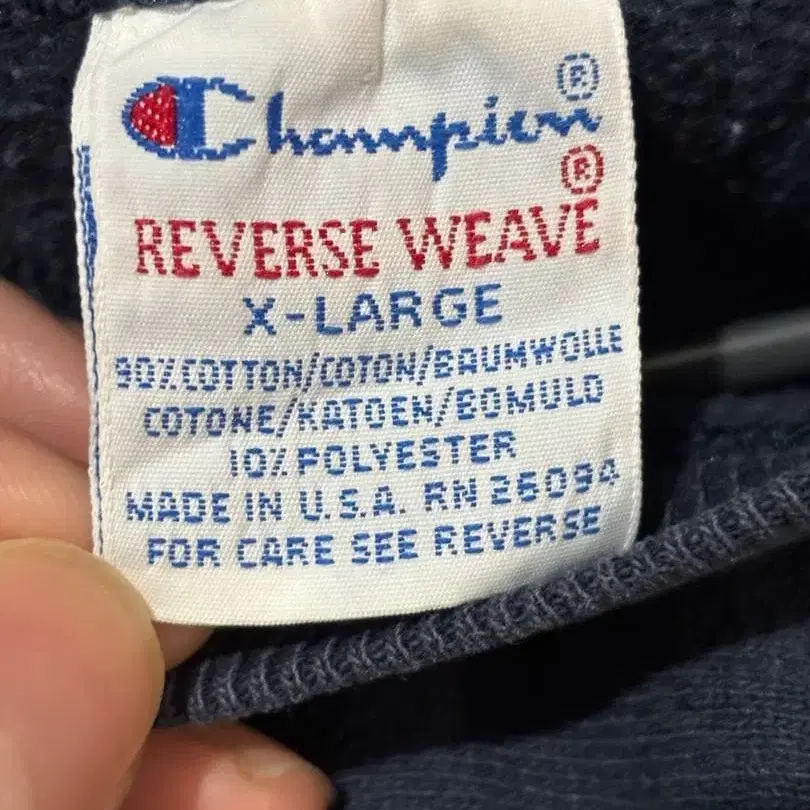 Champion®
REVERSE WEAVE®
X-LARGE
90% COTTON/COTON/BAUMWOLLE
COTONE/KATOEN/BOMULD
10% POLYESTER
MADE IN U.S.A. RN 26094
FOR CARE SEE REVERSE